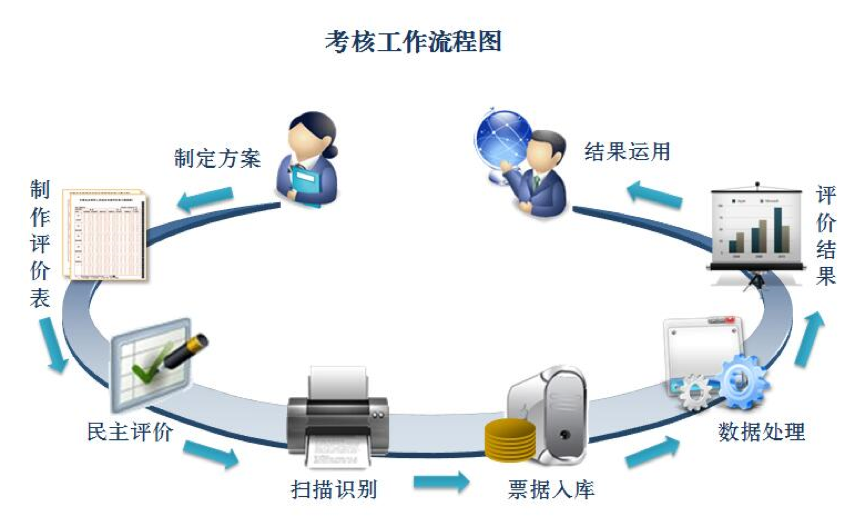 考核工作流程图
制定方案
制作评价表
民主评价
扫描识别
票据入库
数据处理
评价结果
结果运用